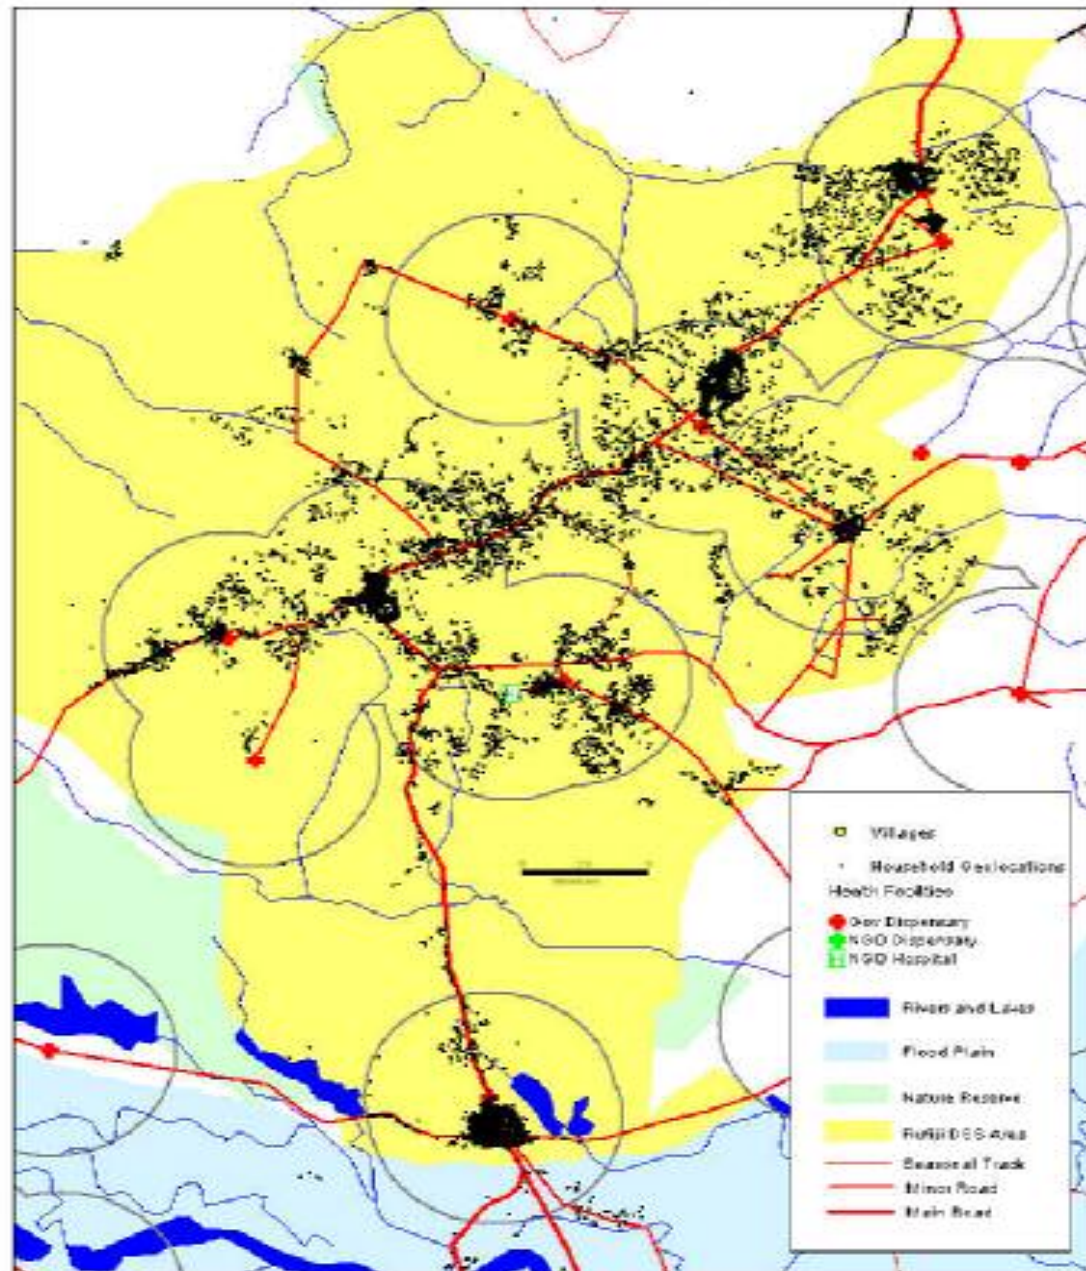 Villages
Household Geolocations
Health Facilities
Gov Dispensary
NGO Dispensary
NGO Hospital
Rivers and Lakes
Flood Plain
Nature Reserve
Rufiji DSS Area
Seasonal Track
Minor Road
Main Road